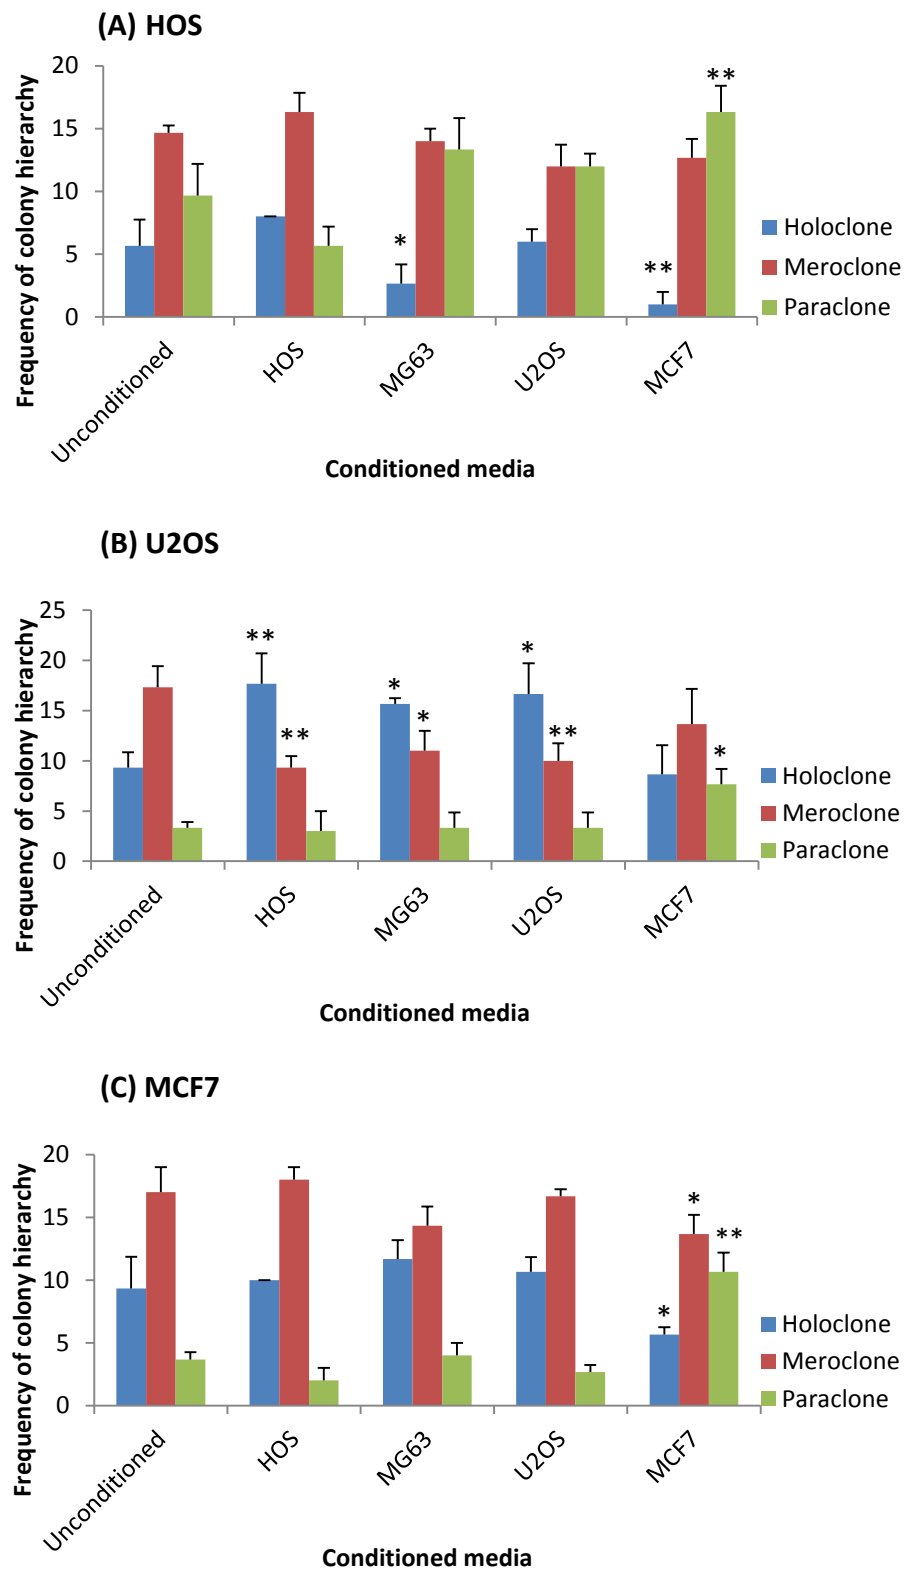 (A) HOS
Frequency of colony hierarchy
20
15
10
5
0
*
**
**
Holoclone
Meroclone
Paraclone
Unconditioned
HOS
MG63
U2OS
MCF7
Conditioned media
(B) U2OS
Frequency of colony hierarchy
25
20
15
10
5
0
**
**
*
*
*
**
*
Holoclone
Meroclone
Paraclone
Unconditioned
HOS
MG63
U2OS
MCF7
Conditioned media
(C) MCF7
Frequency of colony hierarchy
20
15
10
5
0
*
*
**
Holoclone
Meroclone
Paraclone
Unconditioned
HOS
MG63
U2OS
MCF7
Conditioned media